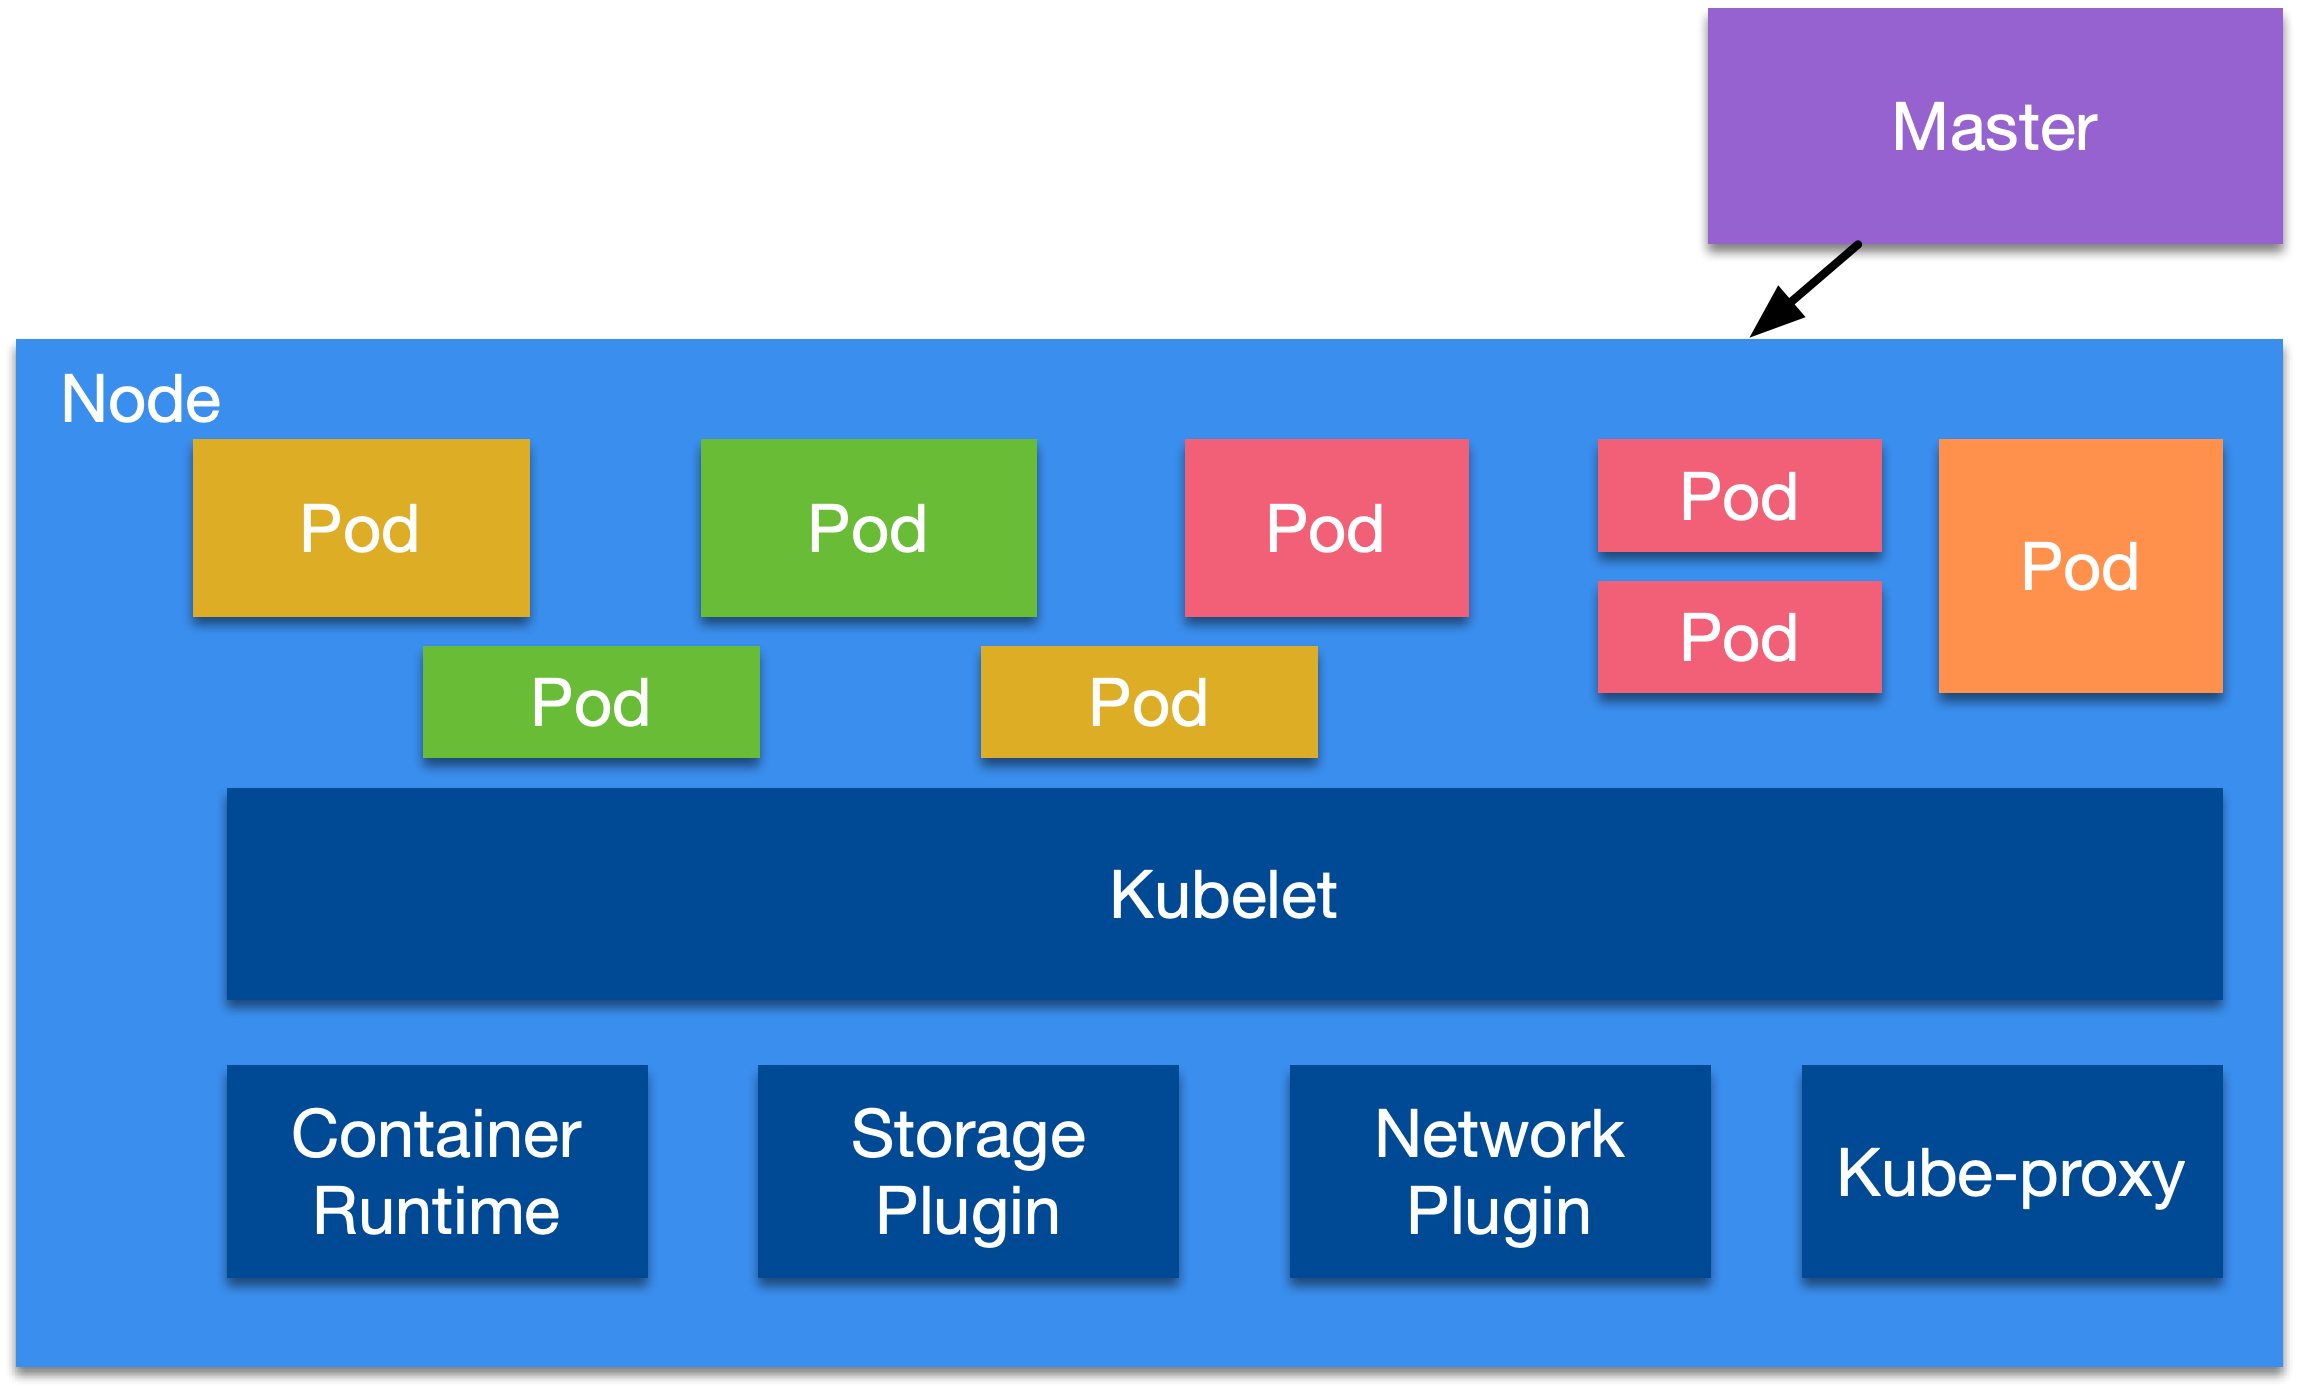 Master
Node
Pod
Pod
Pod
Pod
Pod
Pod
Pod
Pod
Kubelet
Container
Runtime
Storage
Plugin
Network
Plugin
Kube-proxy